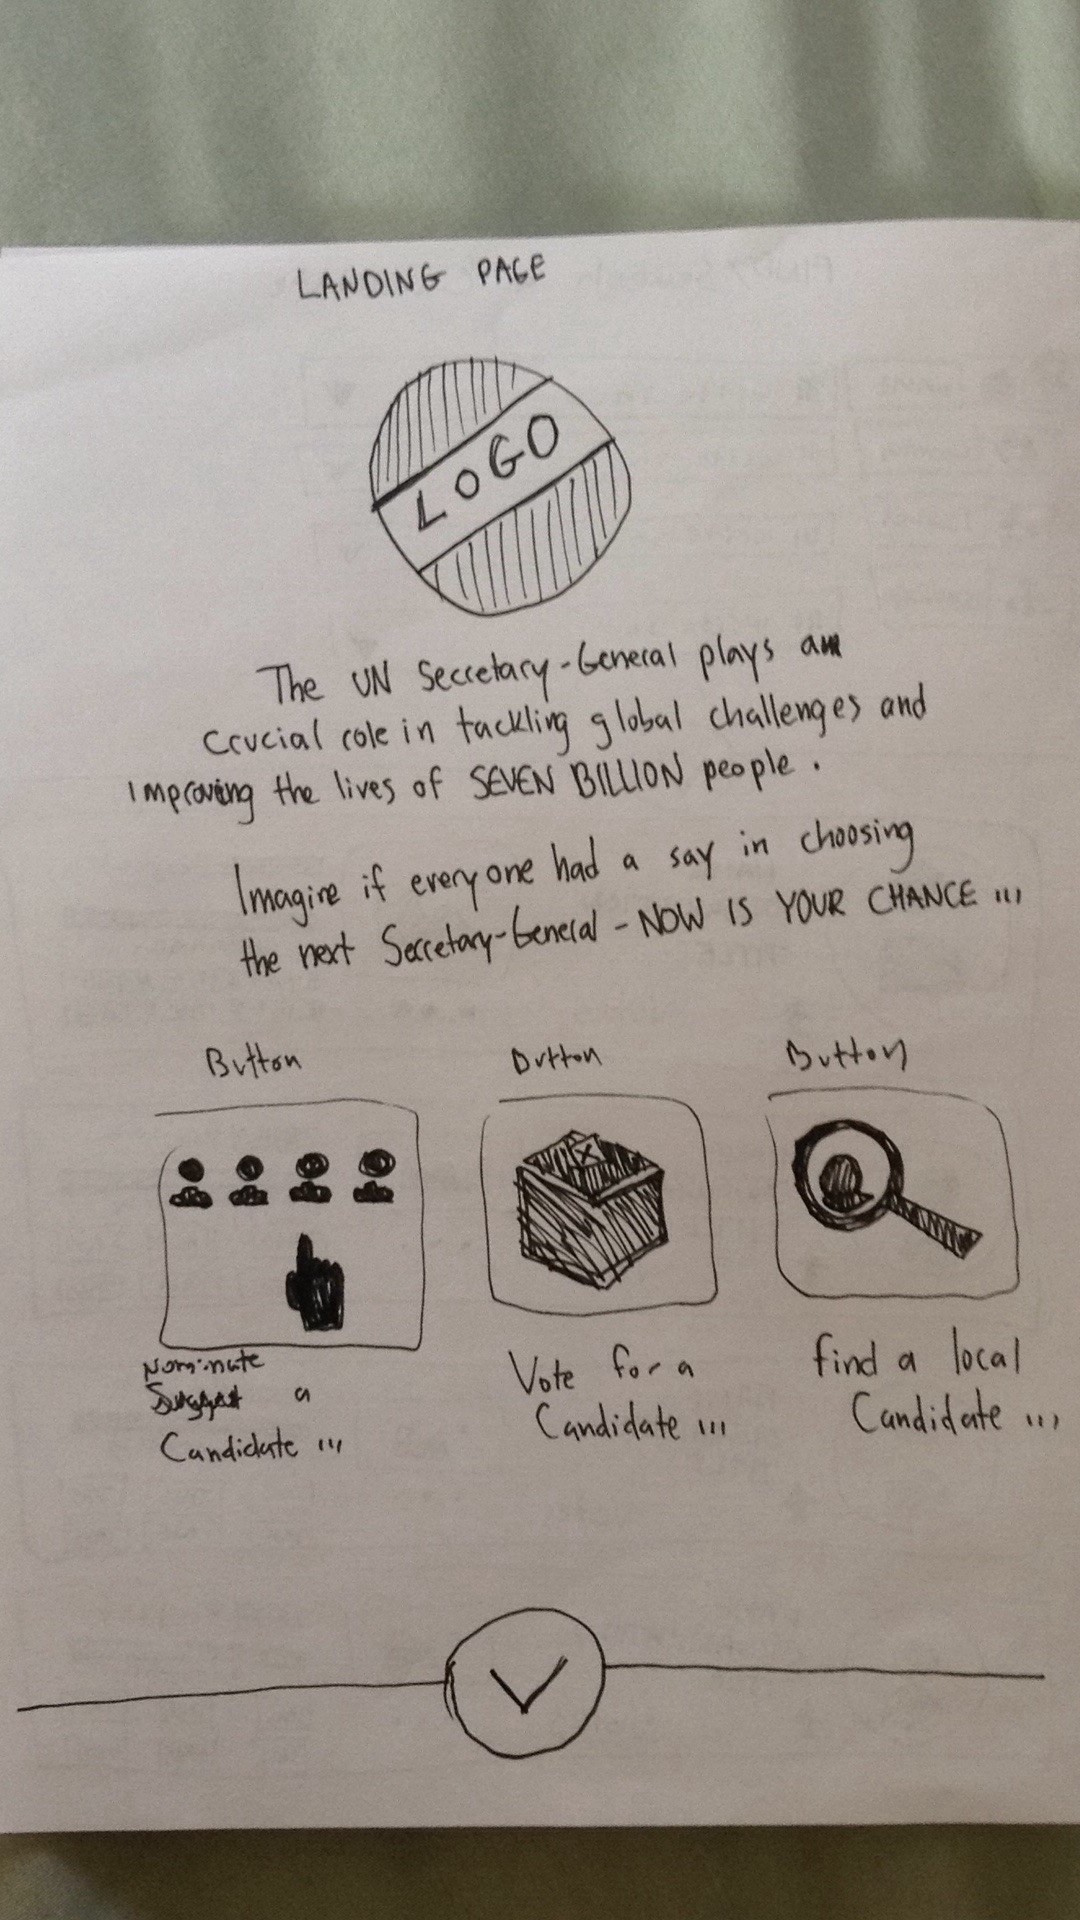 LANDING PAGE
LOGO
The UN Secretary-General plays a
crucial role in tackling global challenges and
improving the lives of SEVEN BILLION people.
Imagine if everyone had a say in choosing
the next Secretary-General - NOW IS YOUR CHANCE ...
Button Button Button
X
Nominate
Suggest a
Candidate ...
Vote for a
Candidate ...
find a local
Candidate ...